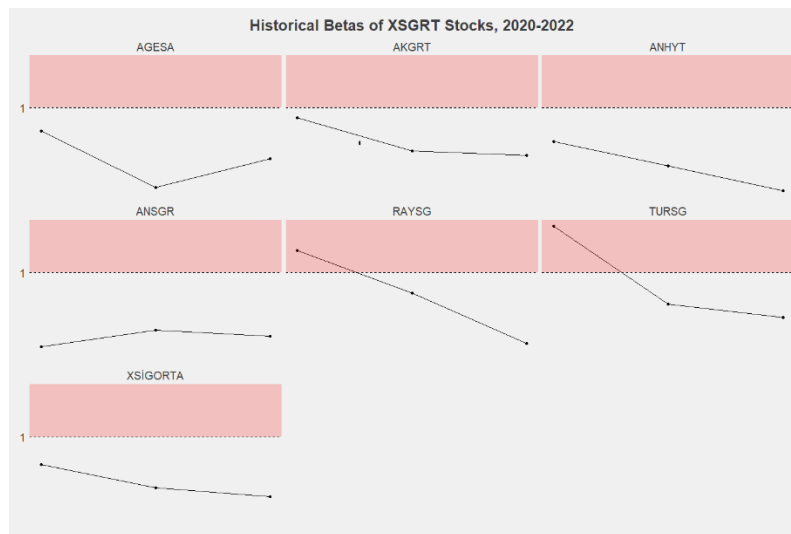 Historical Betas of XSGRT Stocks, 2020-2022
AGESA AKGRT ANHYT
1
ANSGR RAYSG TURSG
1
XSİGORTA
1